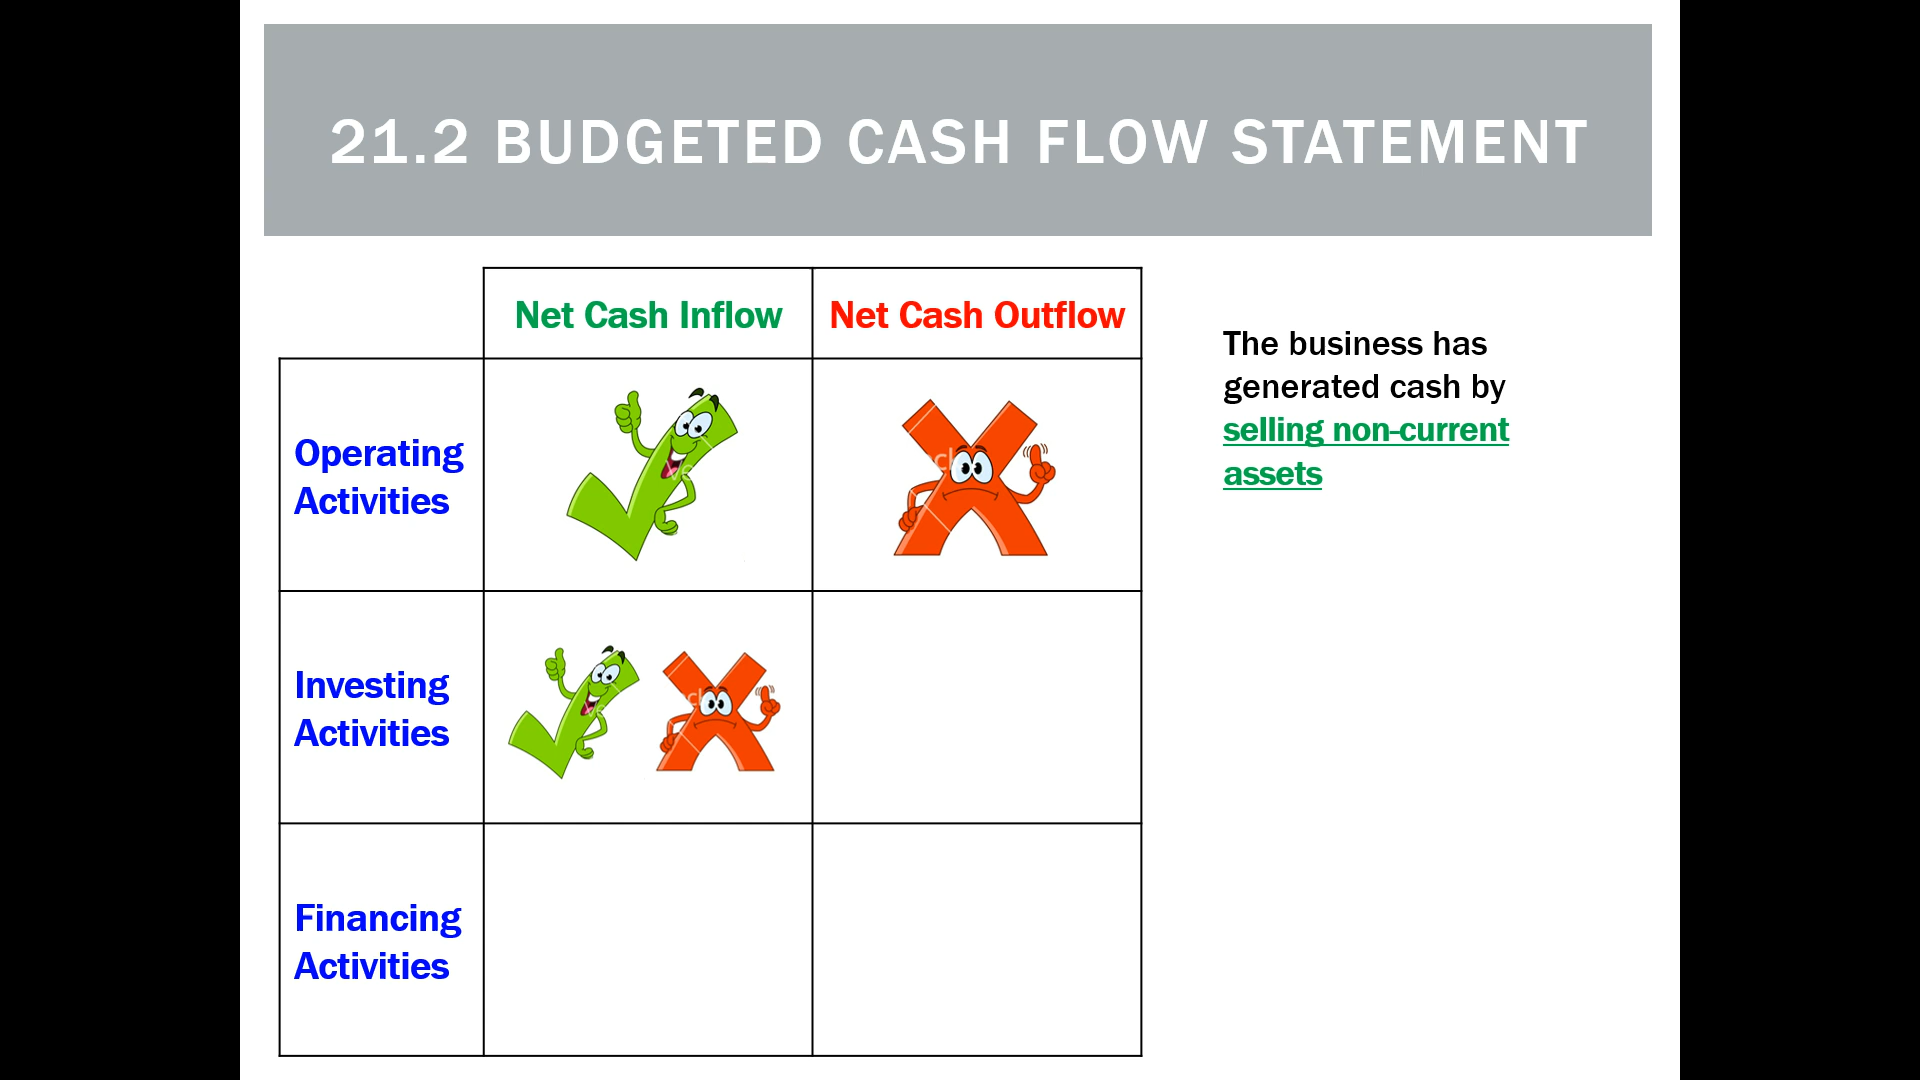 21.2 BUDGETED CASH FLOW STATEMENT
Net Cash Inflow
Net Cash Outflow
Operating
Activities
Investing
Activities
Financing
Activities
The business has
generated cash by
selling non-current
assets